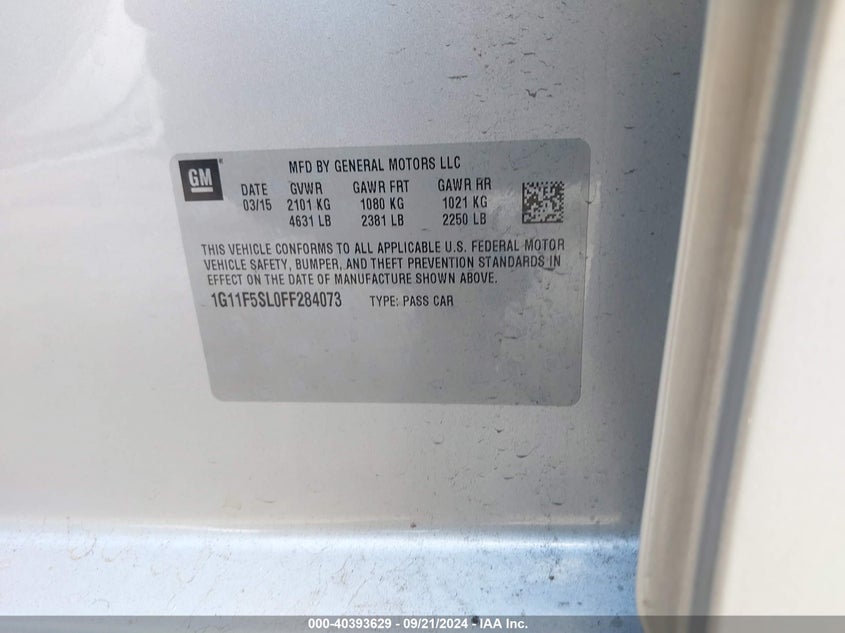 GM
MFD BY GENERAL MOTORS LLC
DATE GVWR GAWR FRT GAWR RR
03/15 2101 KG 1080 KG 1021 KG
4631 LB 2381 LB 2250 LB
THIS VEHICLE CONFORMS TO ALL APPLICABLE U.S. FEDERAL MOTOR
VEHICLE SAFETY, BUMPER, AND THEFT PREVENTION STANDARDS IN
EFFECT ON THE DATE OF MANUFACTURE SHOWN ABOVE.
1G11F5SL0FF284073 TYPE: PASS CAR
000-40393629 - 09/21/2024 - IAA Inc.